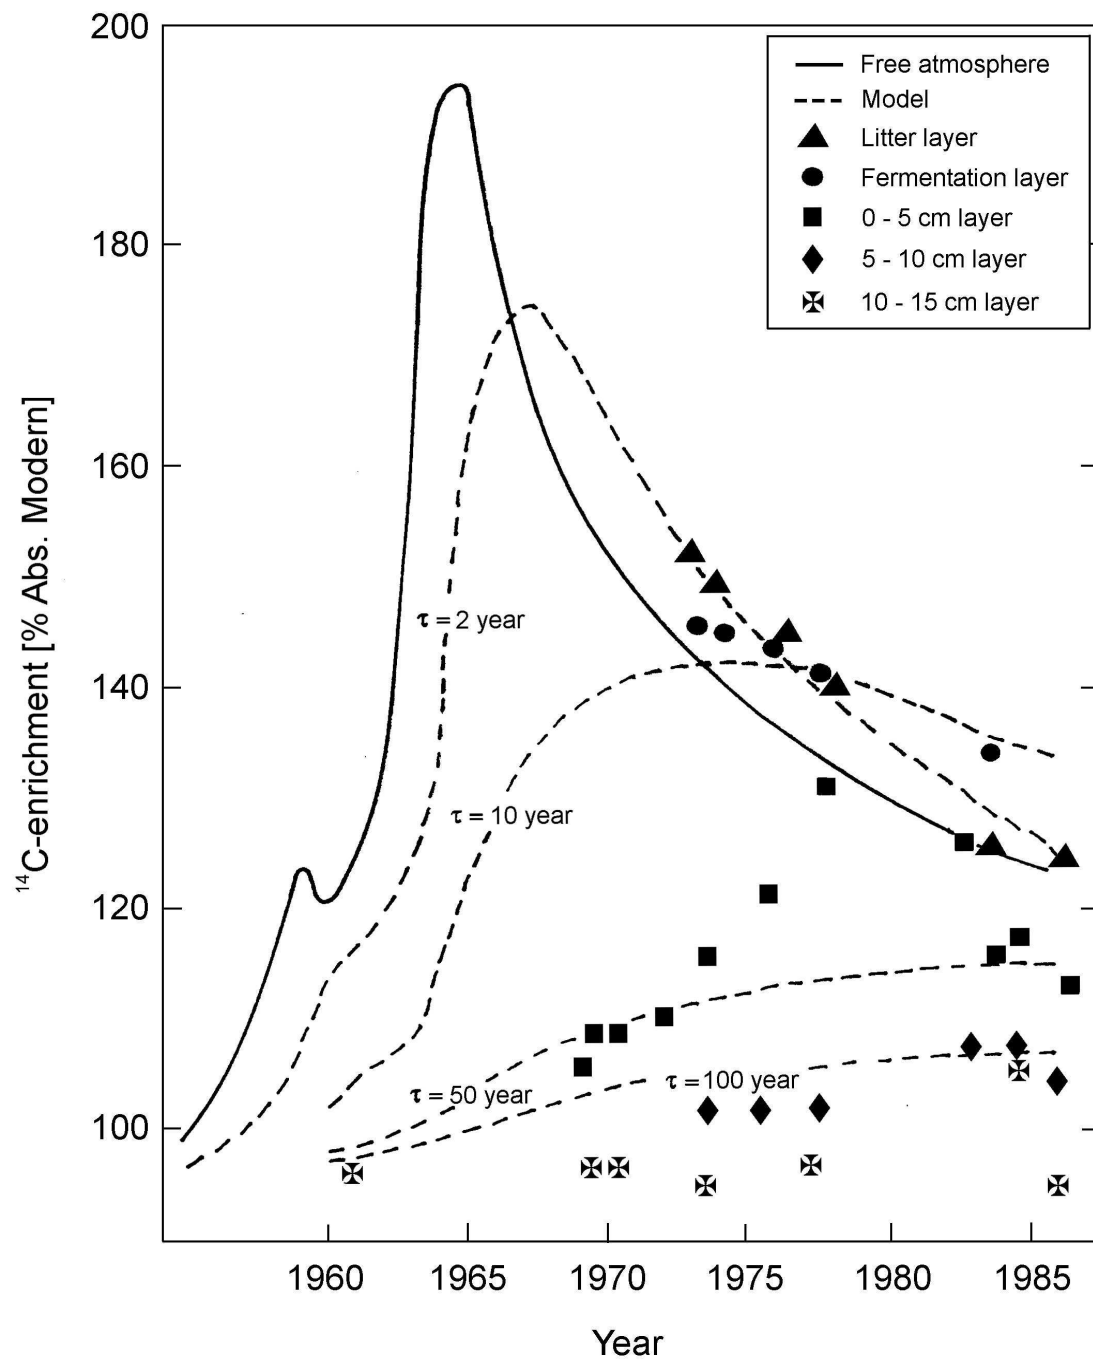 200
180
160
140
120
100
¹⁴C-enrichment [% Abs. Modern]
Free atmosphere
Model
Litter layer
Fermentation layer
0 - 5 cm layer
5 - 10 cm layer
10 - 15 cm layer
τ = 2 year
τ = 10 year
τ = 50 year
τ = 100 year
1960 1965 1970 1975 1980 1985
Year